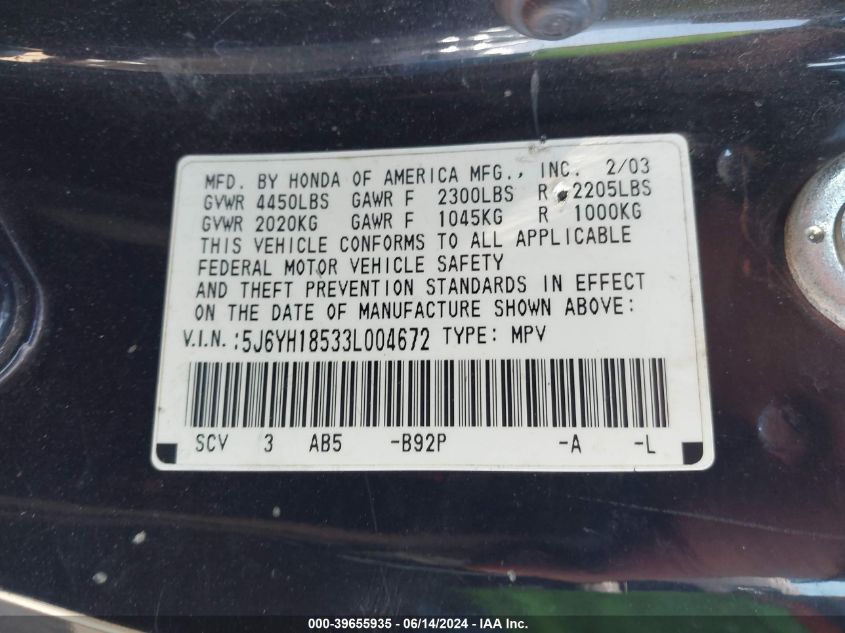 MFD. BY HONDA OF AMERICA MFG., INC. 2/03
GVWR 4450LBS GAWR F 2300LBS R 2205LBS
GVWR 2020KG GAWR F 1045KG R 1000KG
THIS VEHICLE CONFORMS TO ALL APPLICABLE
FEDERAL MOTOR VEHICLE SAFETY
AND THEFT PREVENTION STANDARDS IN EFFECT
ON THE DATE OF MANUFACTURE SHOWN ABOVE:
V.I.N.:5J6YH18533L004672 TYPE: MPV
SCV 3 AB5 -B92P -A -L
000-39655935 - 06/14/2024 - IAA Inc.